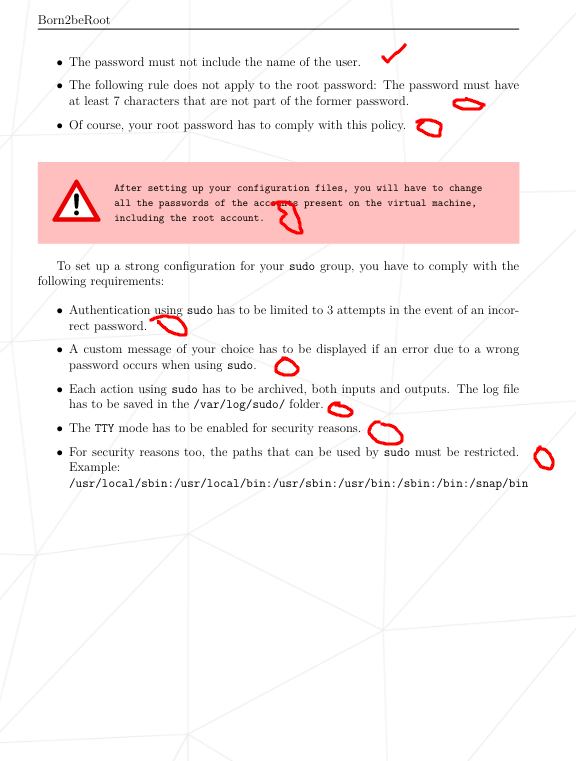 Born2beRoot
• The password must not include the name of the user.
• The following rule does not apply to the root password: The password must have
at least 7 characters that are not part of the former password.
• Of course, your root password has to comply with this policy.
After setting up your configuration files, you will have to change
all the passwords of the accounts present on the virtual machine,
including the root account.
To set up a strong configuration for your sudo group, you have to comply with the
following requirements:
• Authentication using sudo has to be limited to 3 attempts in the event of an incor-
rect password.
• A custom message of your choice has to be displayed if an error due to a wrong
password occurs when using sudo.
• Each action using sudo has to be archived, both inputs and outputs. The log file
has to be saved in the /var/log/sudo/ folder.
• The TTY mode has to be enabled for security reasons.
• For security reasons too, the paths that can be used by sudo must be restricted.
Example:
/usr/local/sbin:/usr/local/bin:/usr/sbin:/usr/bin:/sbin:/bin:/snap/bin